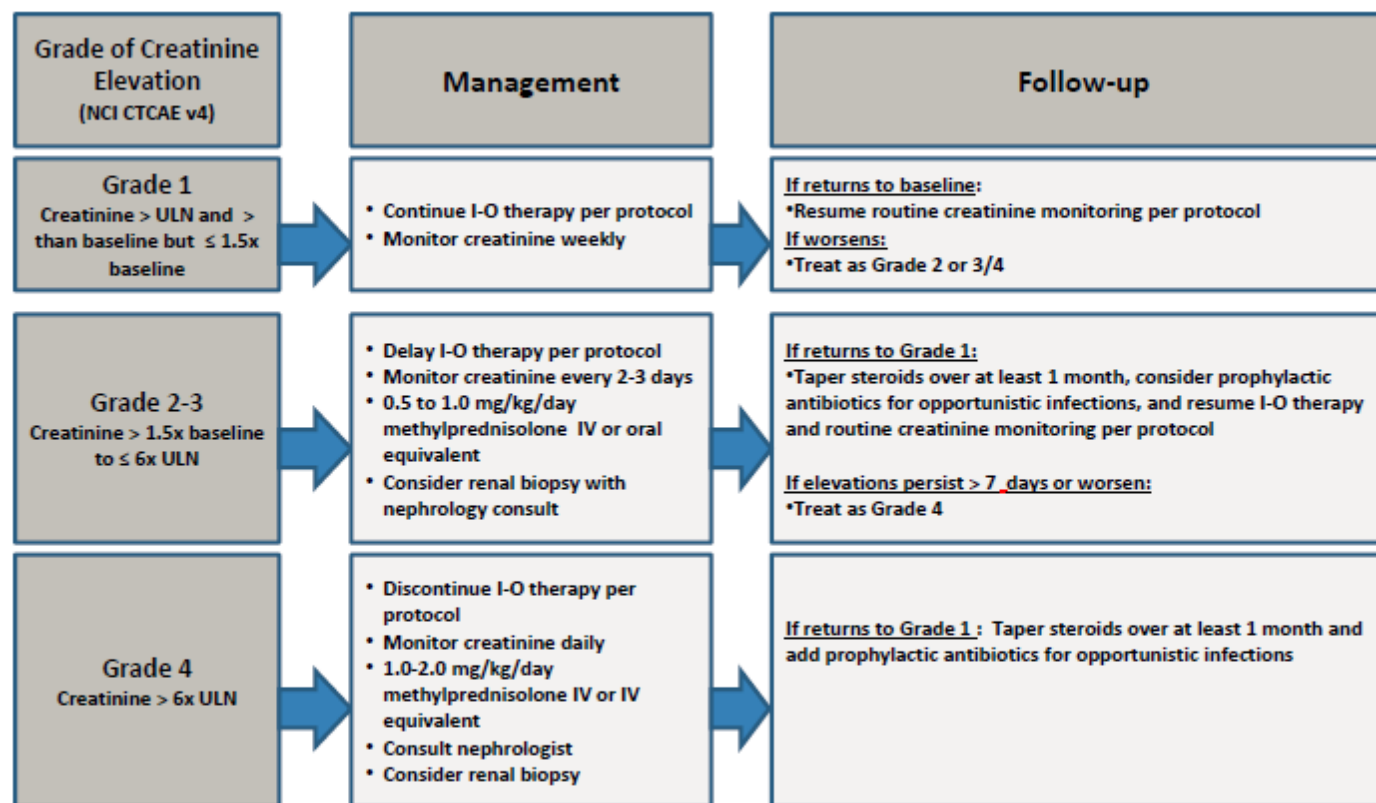 Grade of Creatinine
Elevation
(NCI CTCAE v4)
Management
Follow-up
Grade 1
Creatinine > ULN and >
than baseline but ≤ 1.5x
baseline
• Continue I-O therapy per protocol
• Monitor creatinine weekly
If returns to baseline:
•Resume routine creatinine monitoring per protocol
If worsens:
•Treat as Grade 2 or 3/4
Grade 2-3
Creatinine > 1.5x baseline
to ≤ 6x ULN
• Delay I-O therapy per protocol
• Monitor creatinine every 2-3 days
• 0.5 to 1.0 mg/kg/day
methylprednisolone IV or oral
equivalent
• Consider renal biopsy with
nephrology consult
If returns to Grade 1:
•Taper steroids over at least 1 month, consider prophylactic
antibiotics for opportunistic infections, and resume I-O therapy
and routine creatinine monitoring per protocol
If elevations persist > 7 days or worsen:
•Treat as Grade 4
Grade 4
Creatinine > 6x ULN
• Discontinue I-O therapy per
protocol
• Monitor creatinine daily
• 1.0-2.0 mg/kg/day
methylprednisolone IV or IV
equivalent
• Consult nephrologist
• Consider renal biopsy
If returns to Grade 1 : Taper steroids over at least 1 month and
add prophylactic antibiotics for opportunistic infections